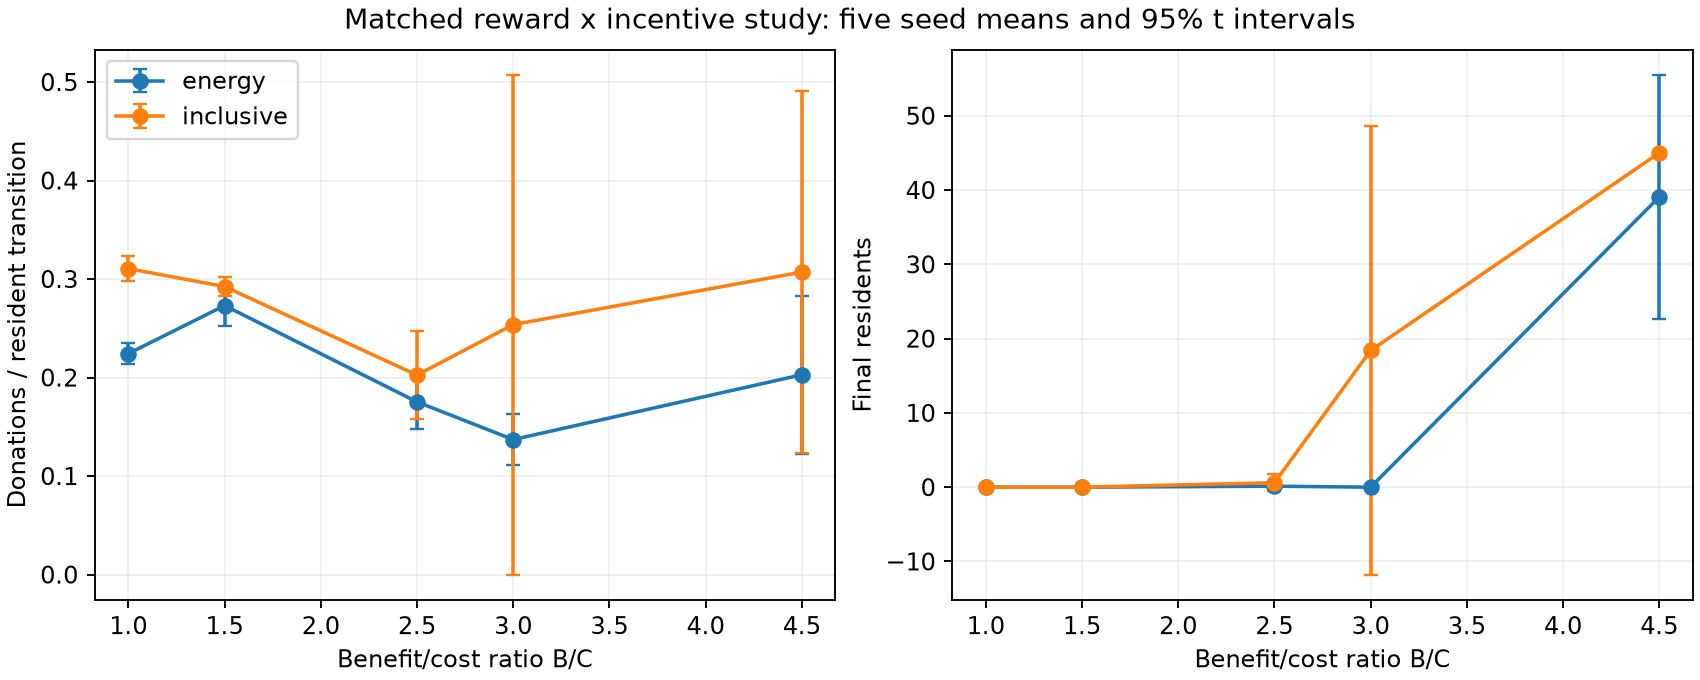 Matched reward x incentive study: five seed means and 95% t intervals
energy
inclusive
Donations / resident transition
0.5
0.4
0.3
0.2
0.1
0.0
1.0 1.5 2.0 2.5 3.0 3.5 4.0 4.5
Benefit/cost ratio B/C
Final residents
50
40
30
20
10
0
−10
1.0 1.5 2.0 2.5 3.0 3.5 4.0 4.5
Benefit/cost ratio B/C